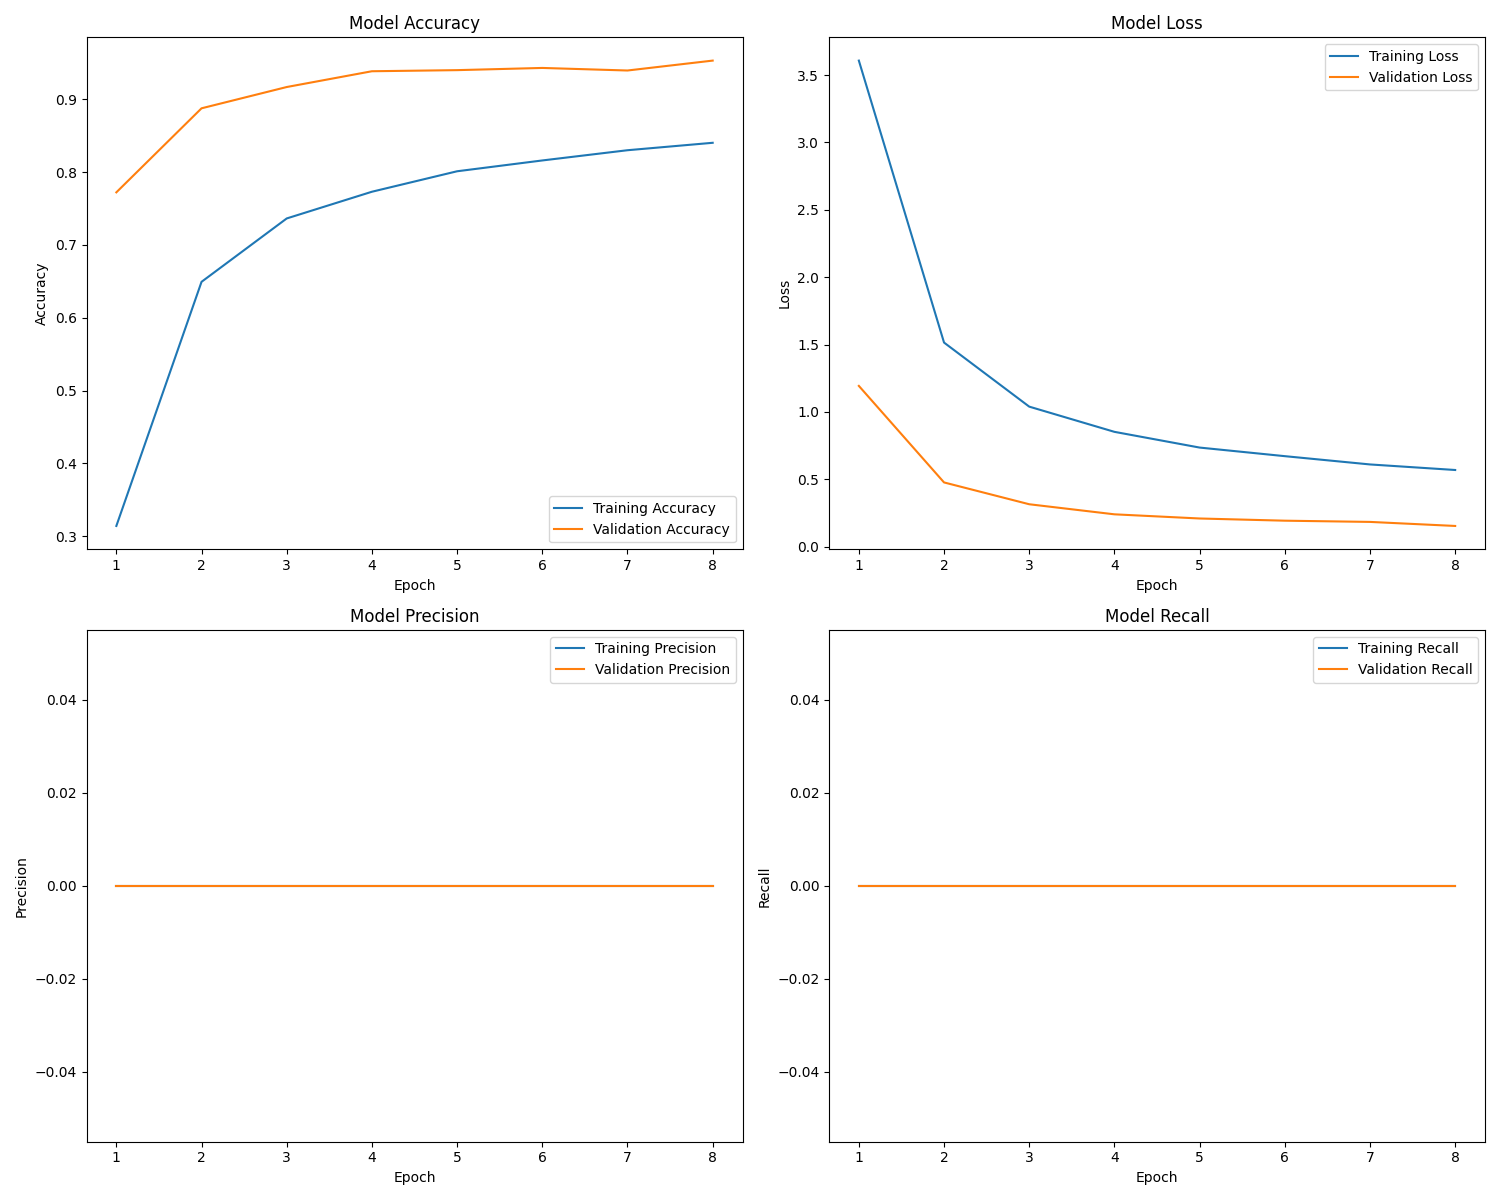 Model Accuracy
0.9
0.8
0.7
0.6
0.5
0.4
0.3
Accuracy
Training Accuracy
Validation Accuracy
1 2 3 4 5 6 7 8
Epoch
Model Loss
3.5
3.0
2.5
2.0
1.5
1.0
0.5
0.0
Loss
Training Loss
Validation Loss
1 2 3 4 5 6 7 8
Epoch
Model Precision
0.04
0.02
0.00
−0.02
−0.04
Precision
Training Precision
Validation Precision
1 2 3 4 5 6 7 8
Epoch
Model Recall
0.04
0.02
0.00
−0.02
−0.04
Recall
Training Recall
Validation Recall
1 2 3 4 5 6 7 8
Epoch